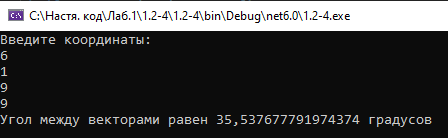 C:\Настя. код\Лаб.1\1.2-4\1.2-4\bin\Debug\net6.0\1.2-4.exe
Введите координаты:
6
1
9
9
Угол между векторами равен 35,537677791974374 градусов